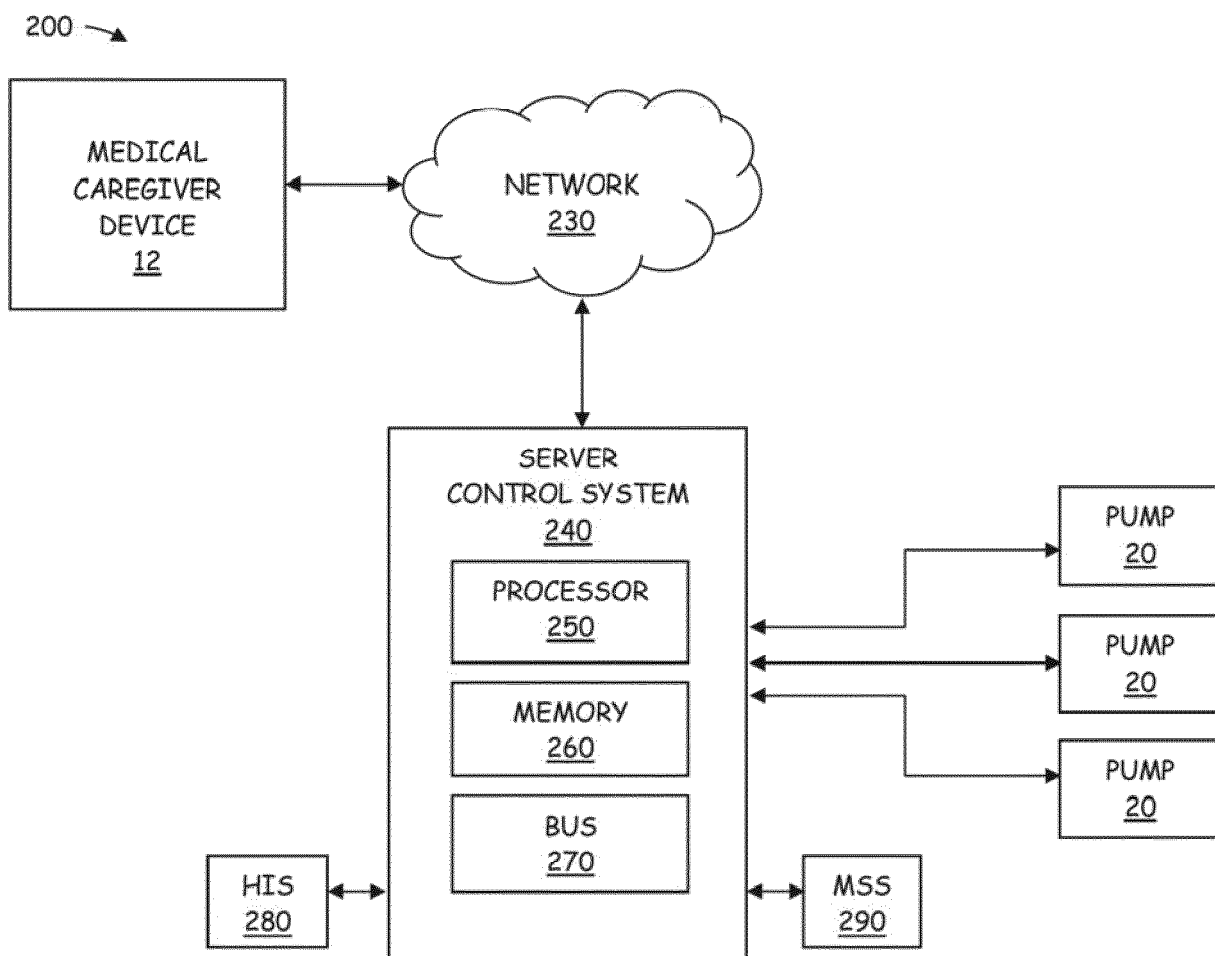 200
MEDICAL
CAREGIVER
DEVICE
12
NETWORK
230
SERVER
CONTROL SYSTEM
240
PROCESSOR
250
MEMORY
260
BUS
270
PUMP
20
PUMP
20
PUMP
20
HIS
280
MSS
290